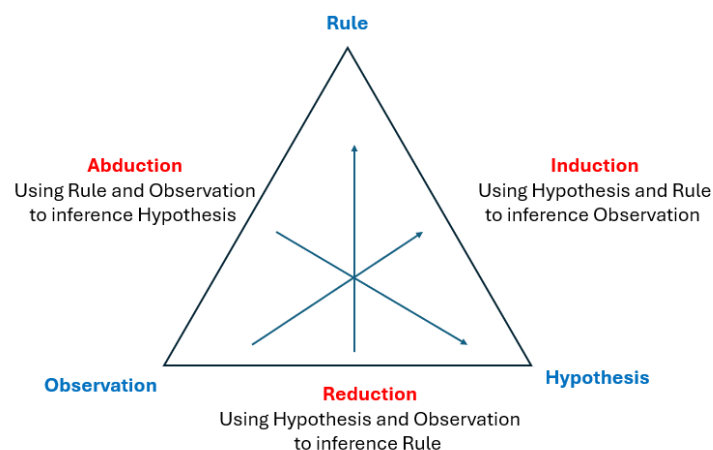 Rule
Abduction
Using Rule and Observation
to inference Hypothesis
Induction
Using Hypothesis and Rule
to inference Observation
Observation
Hypothesis
Reduction
Using Hypothesis and Observation
to inference Rule